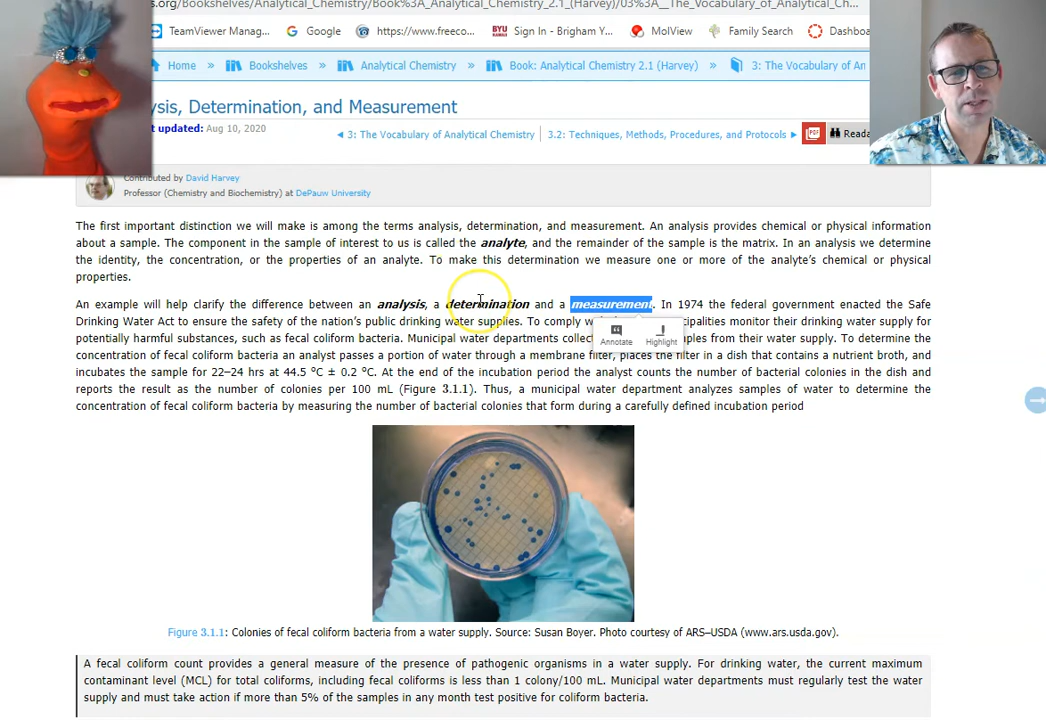 s.org/Bookshelves/Analytical_Chemistry/Book%3A_Analytical_Chemistry_2.1_(Harvey)/03%3A__The_Vocabulary_of_Analytical_Ch...
TeamViewer Manag... Google https://www.freeco... BYU Sign In - Brigham Y... MolView Family Search Dashboa
Home » Bookshelves » Analytical Chemistry » Book: Analytical Chemistry 2.1 (Harvey) » 3: The Vocabulary of An
ysis, Determination, and Measurement
t updated: Aug 10, 2020 ◄ 3: The Vocabulary of Analytical Chemistry | 3.2: Techniques, Methods, Procedures, and Protocols ► PDF Reada
Contributed by David Harvey
Professor (Chemistry and Biochemistry) at DePauw University
The first important distinction we will make is among the terms analysis, determination, and measurement. An analysis provides chemical or physical information
about a sample. The component in the sample of interest to us is called the analyte, and the remainder of the sample is the matrix. In an analysis we determine
the identity, the concentration, or the properties of an analyte. To make this determination we measure one or more of the analyte's chemical or physical
properties.
An example will help clarify the difference between an analysis, a determination and a measurement. In 1974 the federal government enacted the Safe
Drinking Water Act to ensure the safety of the nation's public drinking water supplies. To comply w municipalities monitor their drinking water supply for
potentially harmful substances, such as fecal coliform bacteria. Municipal water departments collect samples from their water supply. To determine the
concentration of fecal coliform bacteria an analyst passes a portion of water through a membrane filter, places the filter in a dish that contains a nutrient broth, and
incubates the sample for 22–24 hrs at 44.5 °C ± 0.2 °C. At the end of the incubation period the analyst counts the number of bacterial colonies in the dish and
reports the result as the number of colonies per 100 mL (Figure 3.1.1). Thus, a municipal water department analyzes samples of water to determine the
concentration of fecal coliform bacteria by measuring the number of bacterial colonies that form during a carefully defined incubation period
Annotate Highlight
Figure 3.1.1: Colonies of fecal coliform bacteria from a water supply. Source: Susan Boyer. Photo courtesy of ARS–USDA (www.ars.usda.gov).
A fecal coliform count provides a general measure of the presence of pathogenic organisms in a water supply. For drinking water, the current maximum
contaminant level (MCL) for total coliforms, including fecal coliforms is less than 1 colony/100 mL. Municipal water departments must regularly test the water
supply and must take action if more than 5% of the samples in any month test positive for coliform bacteria.